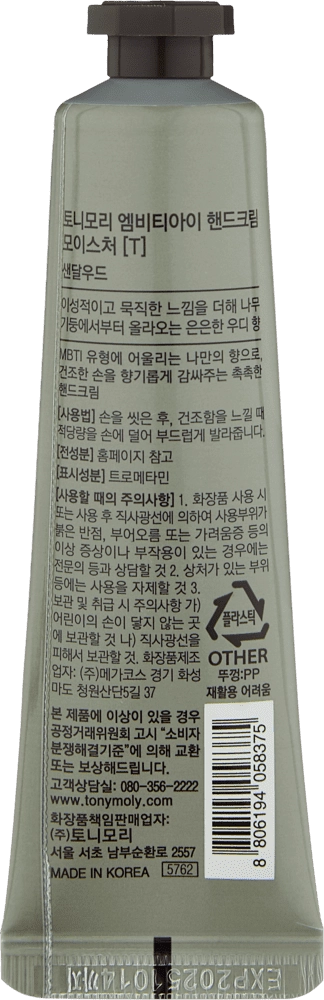 토니모리 엠비티아이 핸드크림
모이스처 [T]
샌달우드
이성적이고 묵직한 느낌을 더해 나무
기둥에서부터 올라오는 은은한 우디 향
MBTI 유형에 어울리는 나만의 향으로,
건조한 손을 향기롭게 감싸주는 촉촉한
핸드크림
[사용법] 손을 씻은 후, 건조함을 느낄 때
적당량을 손에 덜어 부드럽게 발라줍니다.
[전성분] 홈페이지 참고
[표시성분] 트로메타민
[사용할 때의 주의사항] 1. 화장품 사용 시
또는 사용 후 직사광선에 의하여 사용부위가
붉은 반점, 부어오름 또는 가려움증 등의
이상 증상이나 부작용이 있는 경우에는
전문의 등과 상담할 것 2. 상처가 있는 부위
등에는 사용을 자제할 것 3.
보관 및 취급 시 주의사항 가)
어린이의 손이 닿지 않는 곳
에 보관할 것 나) 직사광선을
피해서 보관할 것. 화장품제조
업자: (주)메가코스 경기 화성
마도 청원산단5길 37
플라스틱
OTHER
뚜껑:PP
재활용 어려움
본 제품에 이상이 있을 경우
공정거래위원회 고시 "소비자
분쟁해결기준"에 의해 교환
또는 보상해드립니다.
고객상담실: 080-356-2222
www.tonymoly.com
화장품책임판매업자:
(주)토니모리
서울 서초 남부순환로 2557
MADE IN KOREA 5762
8 806194 058375
EXP20251014까지